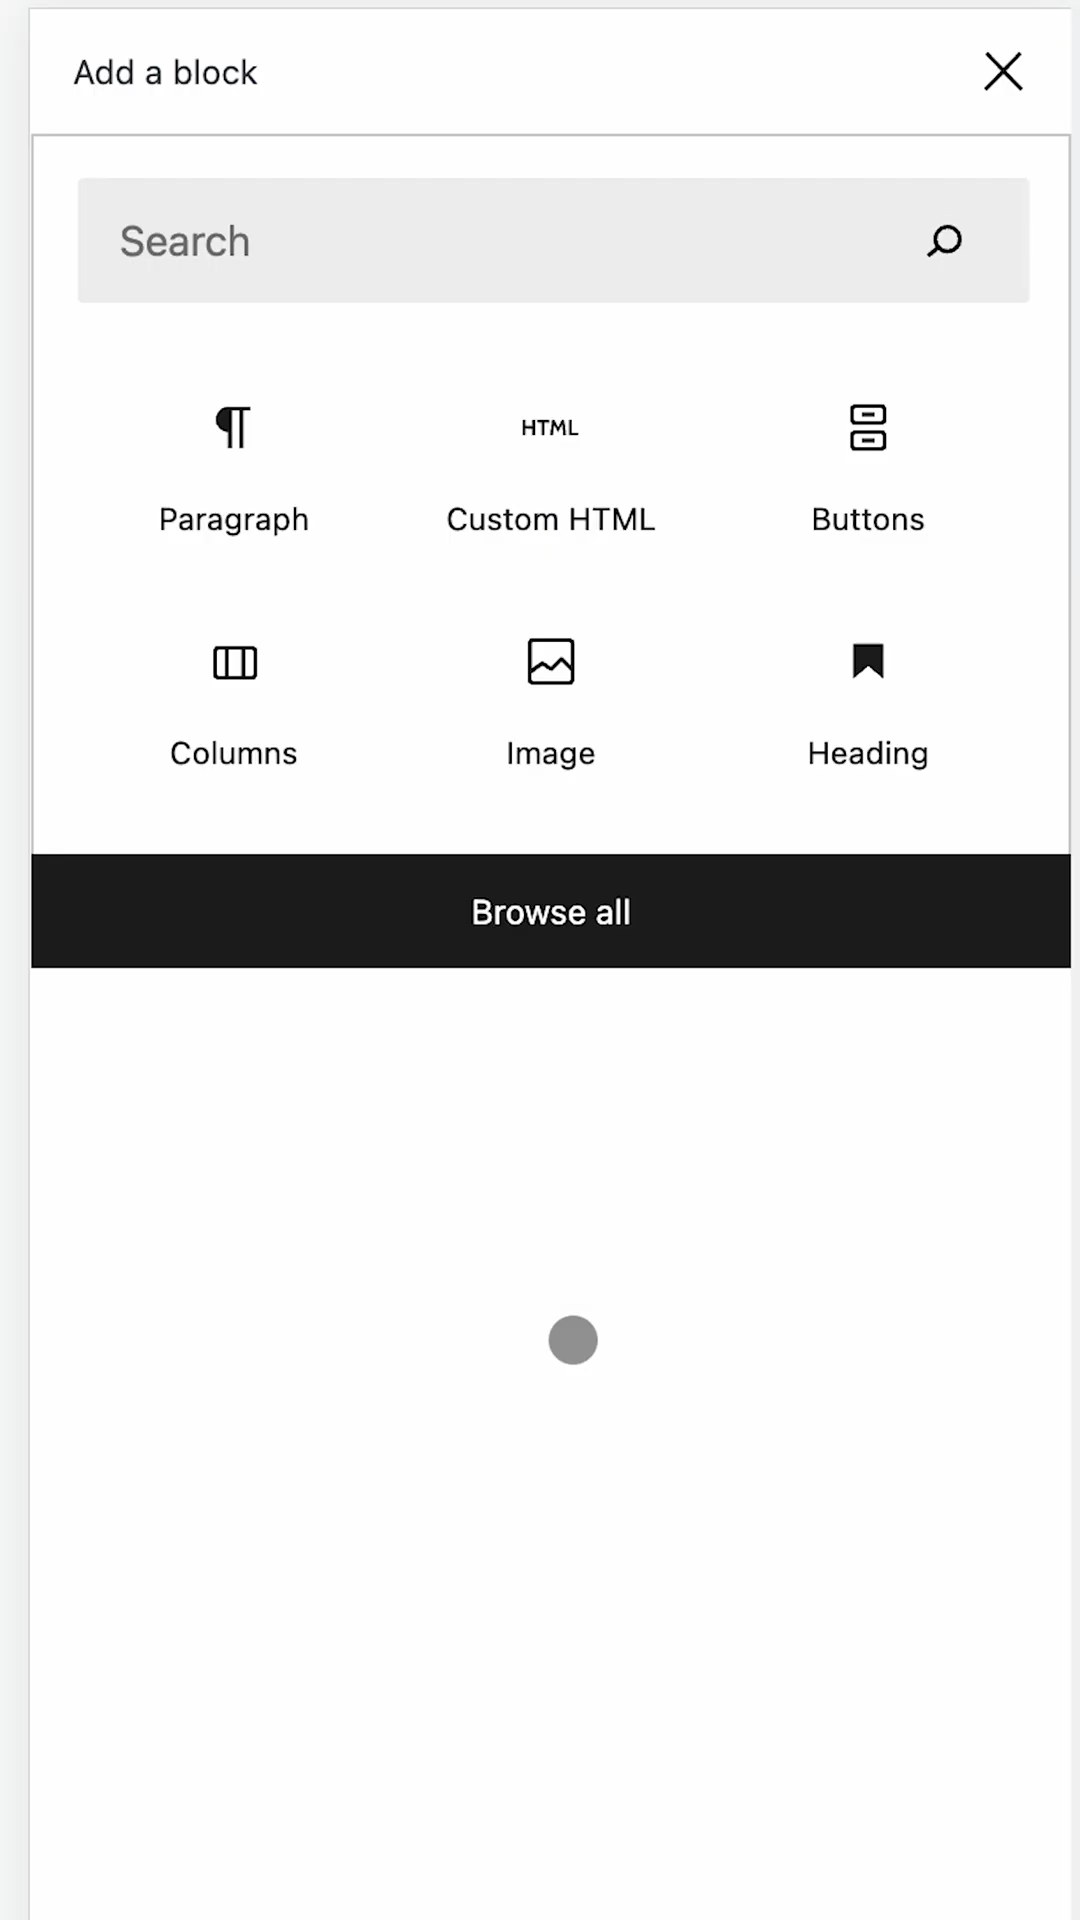 Add a block
Search
HTML
Paragraph
Custom HTML
Buttons
Columns
Image
Heading
Browse all